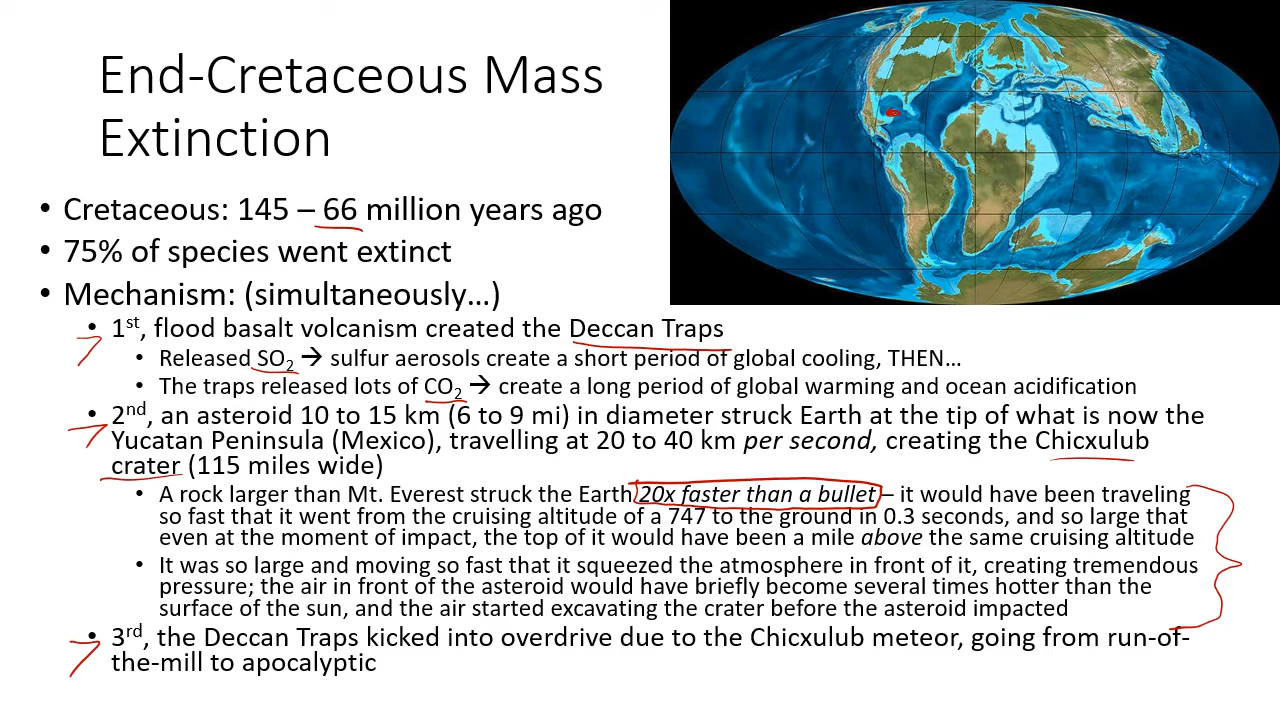 End-Cretaceous Mass
Extinction
• Cretaceous: 145 – 66 million years ago
• 75% of species went extinct
• Mechanism: (simultaneously…)
• 1st, flood basalt volcanism created the Deccan Traps
• Released SO2 → sulfur aerosols create a short period of global cooling, THEN…
• The traps released lots of CO2 → create a long period of global warming and ocean acidification
• 2nd, an asteroid 10 to 15 km (6 to 9 mi) in diameter struck Earth at the tip of what is now the
Yucatan Peninsula (Mexico), travelling at 20 to 40 km per second, creating the Chicxulub
crater (115 miles wide)
• A rock larger than Mt. Everest struck the Earth 20x faster than a bullet – it would have been traveling
so fast that it went from the cruising altitude of a 747 to the ground in 0.3 seconds, and so large that
even at the moment of impact, the top of it would have been a mile above the same cruising altitude
• It was so large and moving so fast that it squeezed the atmosphere in front of it, creating tremendous
pressure; the air in front of the asteroid would have briefly become several times hotter than the
surface of the sun, and the air started excavating the crater before the asteroid impacted
• 3rd, the Deccan Traps kicked into overdrive due to the Chicxulub meteor, going from run-of-
the-mill to apocalyptic